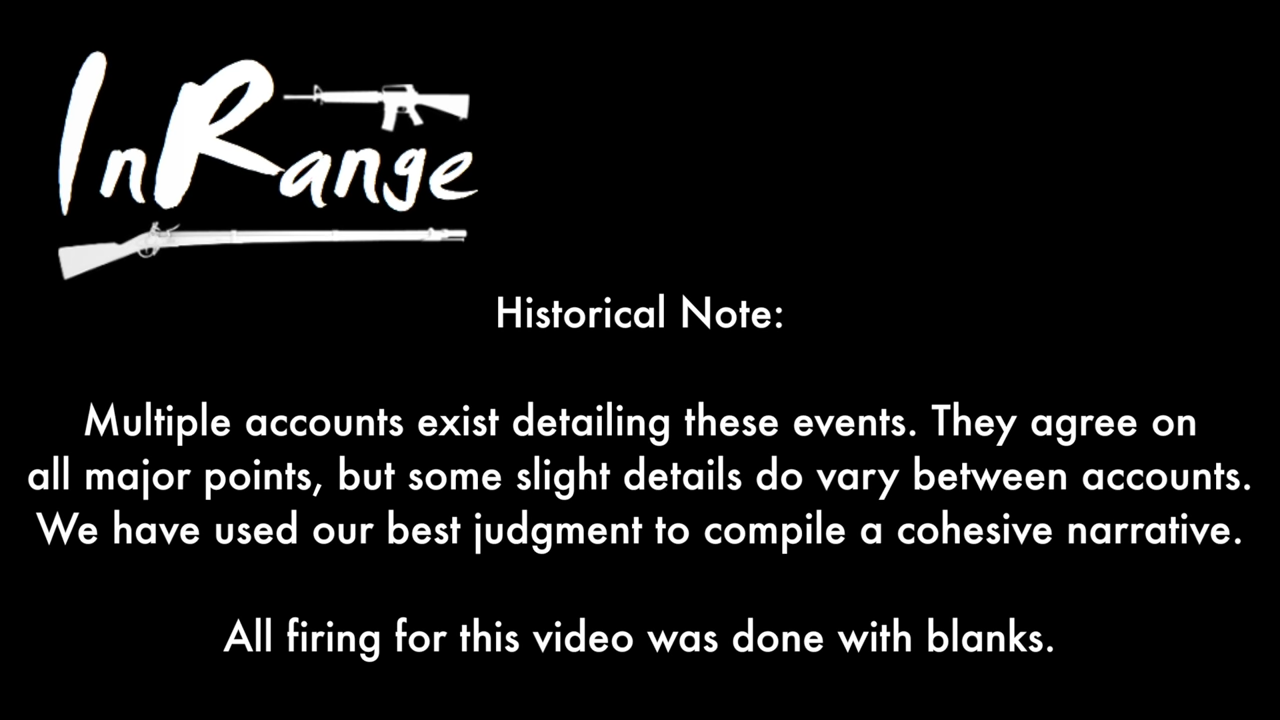 InRange
Historical Note:
Multiple accounts exist detailing these events. They agree on
all major points, but some slight details do vary between accounts.
We have used our best judgment to compile a cohesive narrative.
All firing for this video was done with blanks.